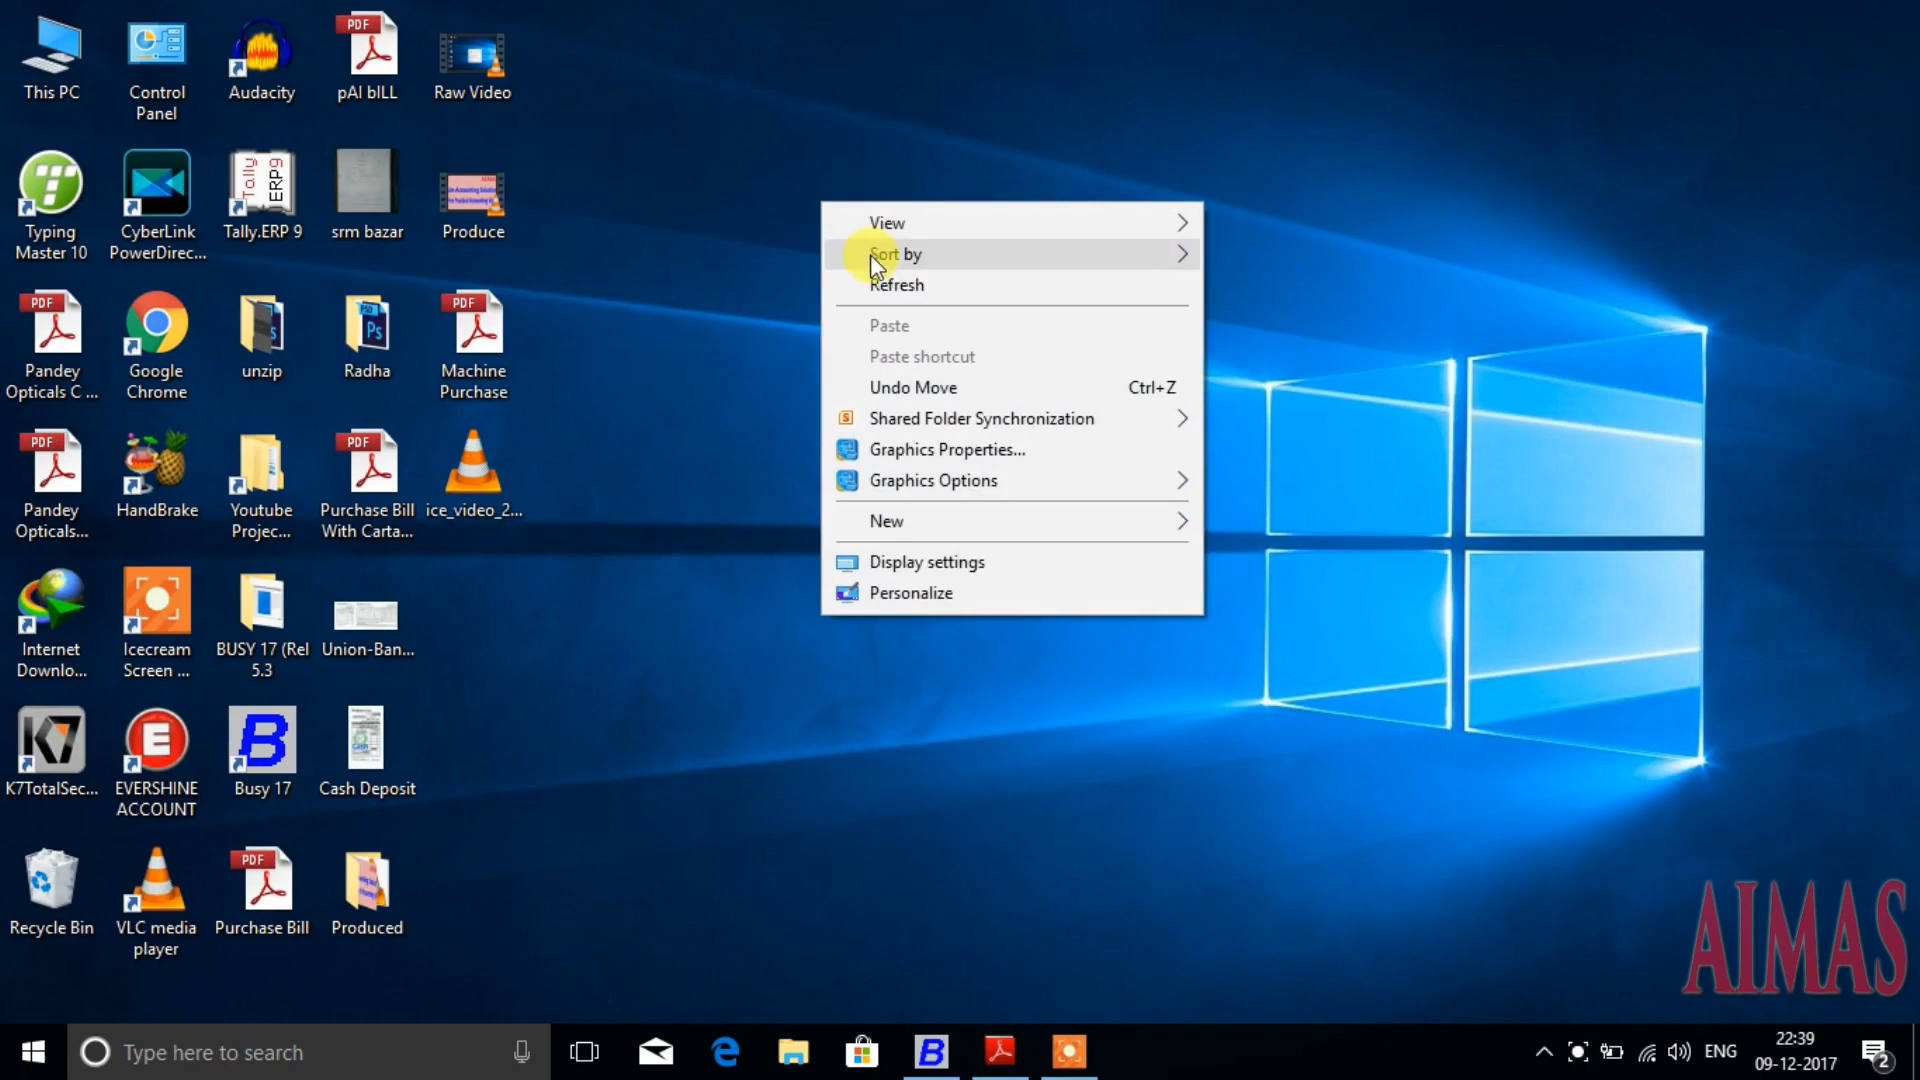 This PC
Control
Panel
Audacity
PDF
pAI bILL
Raw Video
Typing
Master 10
CyberLink
PowerDirec...
Tally
ERP9
Tally.ERP 9
srm bazar
Produce
PDF
Pandey
Opticals C ...
Google
Chrome
unzip
Ps
Radha
PDF
Machine
Purchase
PDF
Pandey
Opticals...
HandBrake
Youtube
Projec...
PDF
Purchase Bill
With Carta...
ice_video_2...
Internet
Downlo...
Icecream
Screen ...
BUSY 17 (Rel
5.3
Union-Ban...
K7
K7TotalSec...
E
EVERSHINE
ACCOUNT
B
Busy 17
Cash Deposit
Recycle Bin
VLC media
player
PDF
Purchase Bill
Produced
View
Sort by
Refresh
Paste
Paste shortcut
Undo Move Ctrl+Z
S Shared Folder Synchronization
Graphics Properties...
Graphics Options
New
Display settings
Personalize
AIMAS
Type here to search
B
ENG
22:39
09-12-2017
2